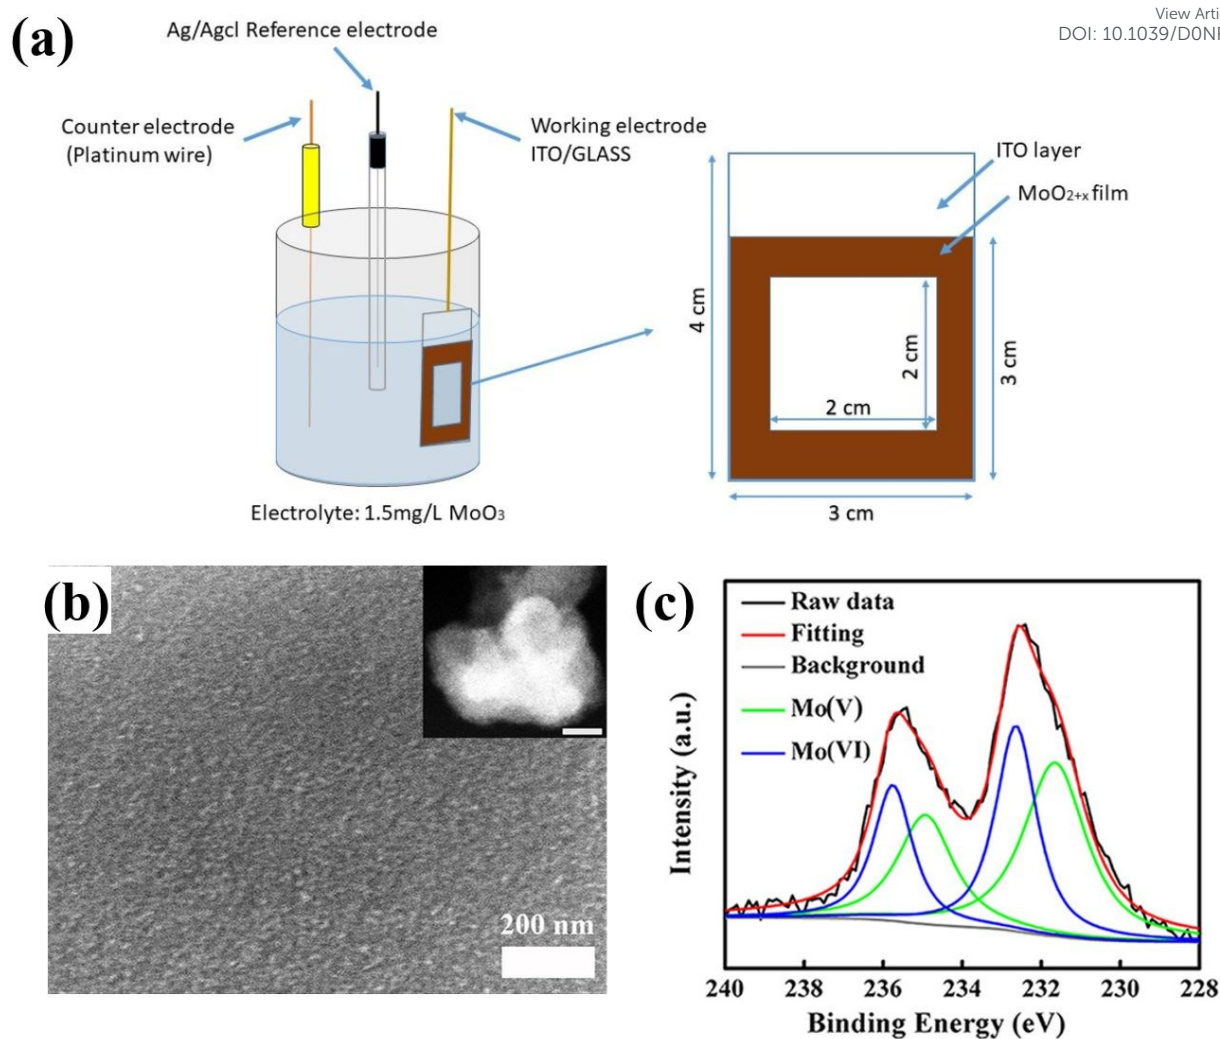 View Arti
DOI: 10.1039/D0N
(a)
Ag/Agcl Reference electrode
Counter electrode
(Platinum wire)
Working electrode
ITO/GLASS
ITO layer
MoO₂₊ₓ film
4 cm
2 cm
3 cm
2 cm
3 cm
Electrolyte: 1.5mg/L MoO₃
(b)
200 nm
(c)
Raw data
Fitting
Background
Mo(V)
Mo(VI)
Intensity (a.u.)
240 238 236 234 232 230 228
Binding Energy (eV)